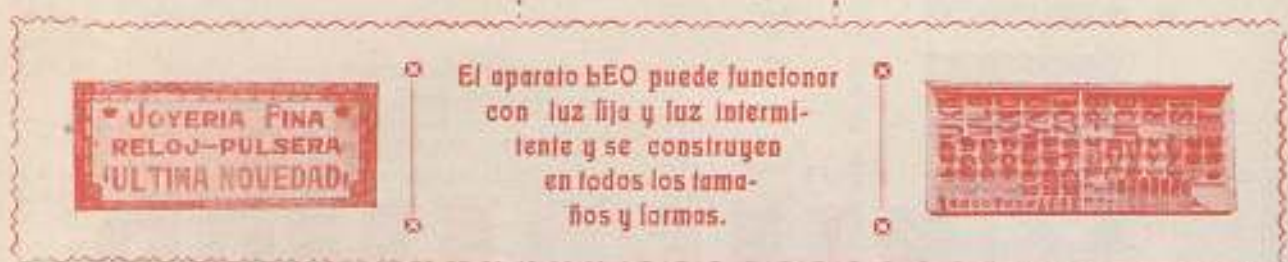 JOYERIA FINA
RELOJ-PULSERA
ULTIMA NOVEDAD
El aparato LEO puede funcionar
con luz fija y luz intermi-
tente y se construyen
en todos los tama-
ños y formas.